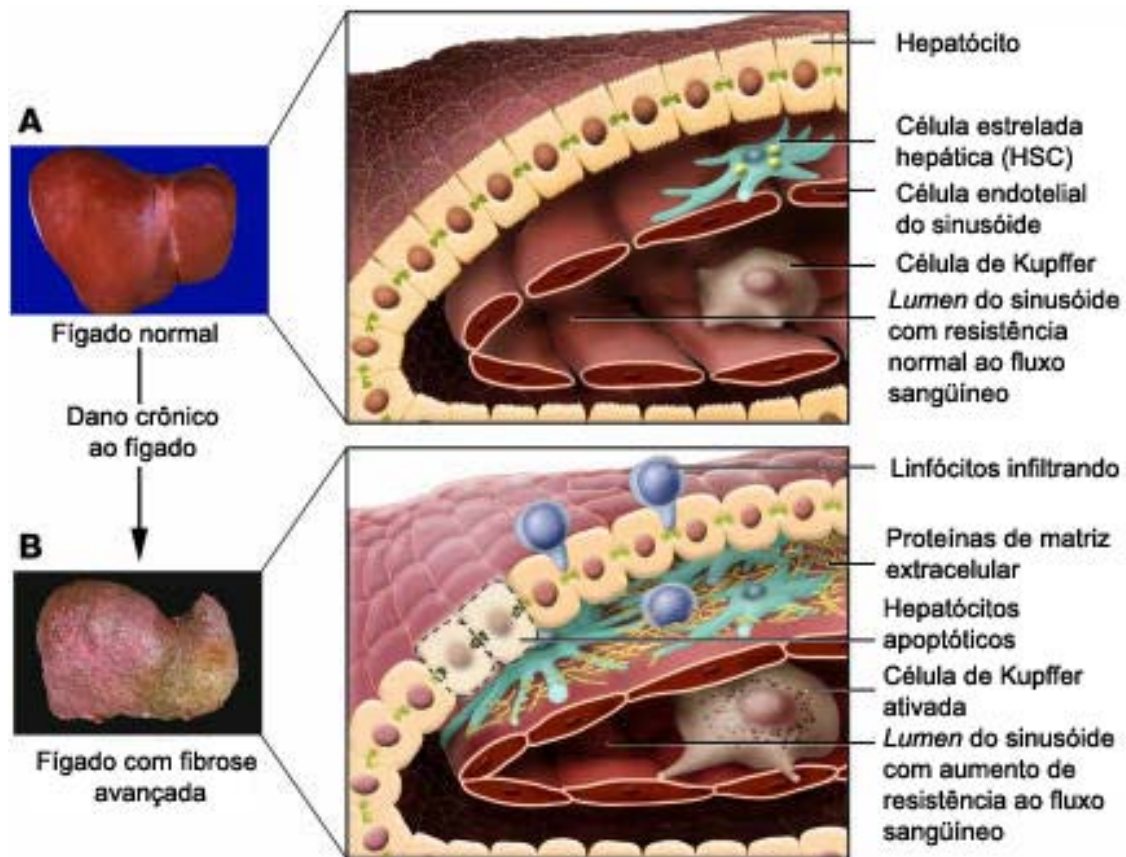 A
Fígado normal
Dano crônico
ao fígado
B
Fígado com fibrose
avançada
Hepatócito
Célula estrelada
hepática (HSC)
Célula endotelial
do sinusóide
Célula de Kupffer
Lumen do sinusóide
com resistência
normal ao fluxo
sangüíneo
Linfócitos infiltrando
Proteínas de matriz
extracelular
Hepatócitos
apoptóticos
Célula de Kupffer
ativada
Lumen do sinusóide
com aumento de
resistência ao fluxo
sangüíneo